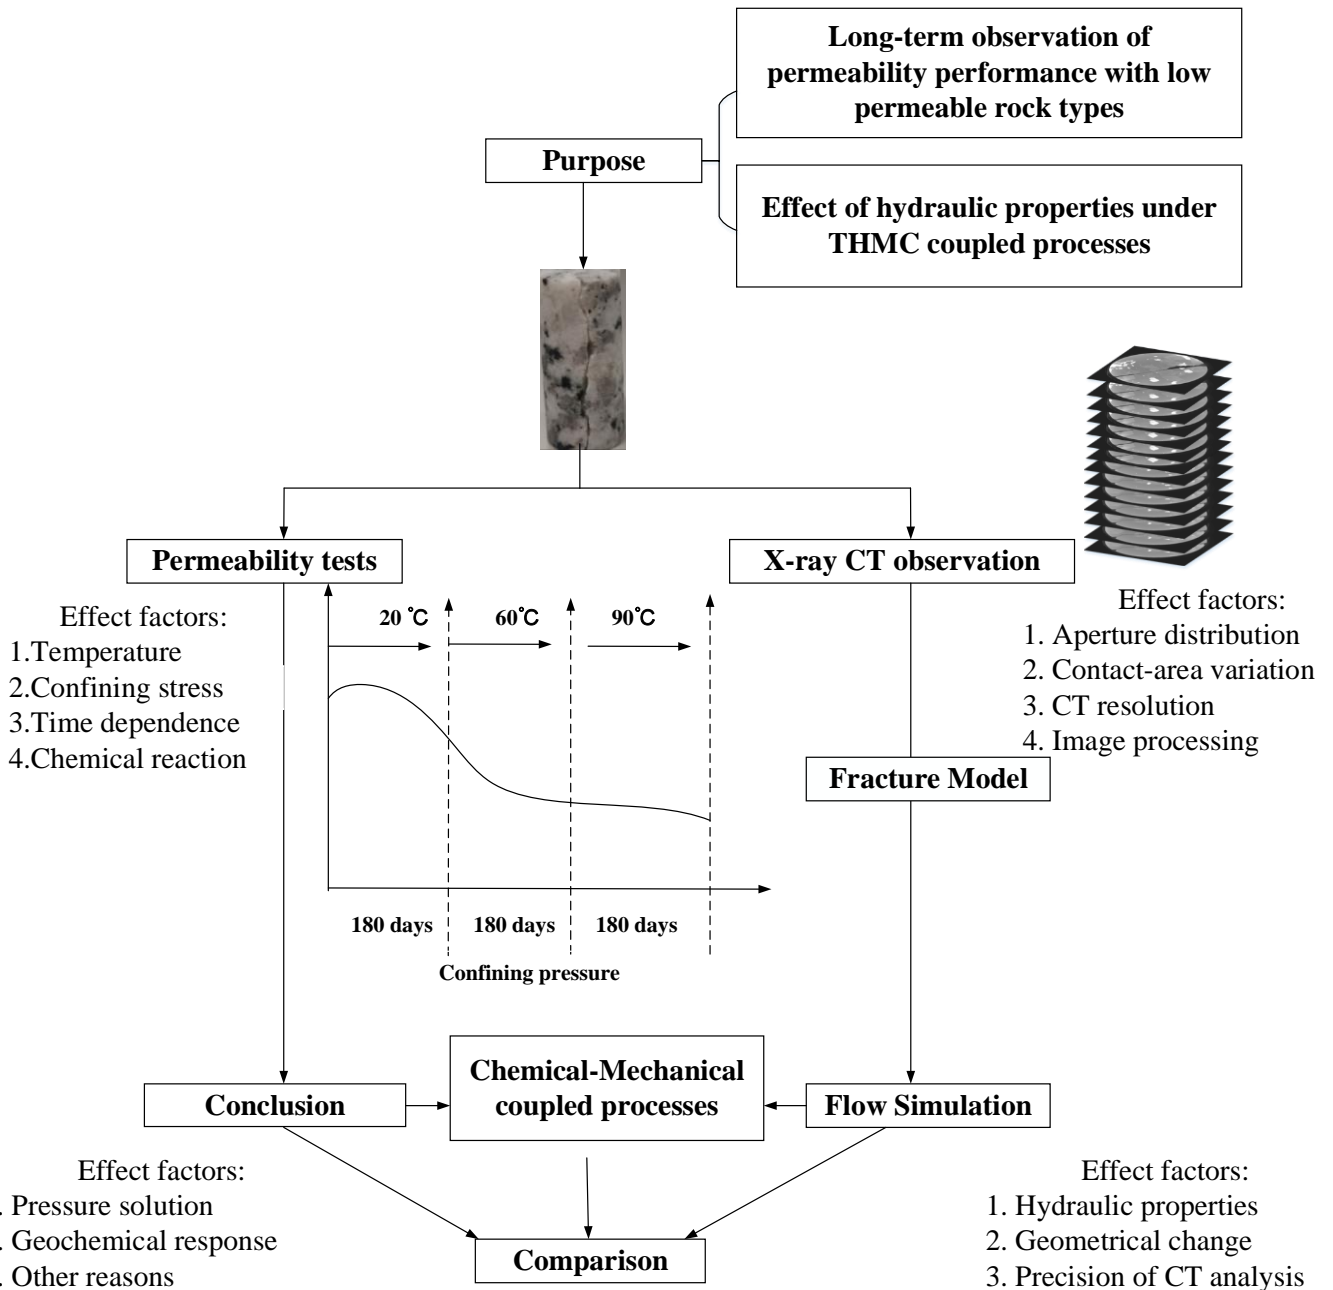 Long-term observation of
permeability performance with low
permeable rock types
Purpose
Effect of hydraulic properties under
THMC coupled processes
Permeability tests
X-ray CT observation
Effect factors:
1.Temperature
2.Confining stress
3.Time dependence
4.Chemical reaction
20 ℃
60℃
90℃
Effect factors:
1. Aperture distribution
2. Contact-area variation
3. CT resolution
4. Image processing
Fracture Model
180 days
180 days
180 days
Confining pressure
Conclusion
Chemical-Mechanical
coupled processes
Flow Simulation
Effect factors:
. Pressure solution
. Geochemical response
. Other reasons
Effect factors:
1. Hydraulic properties
2. Geometrical change
3. Precision of CT analysis
Comparison